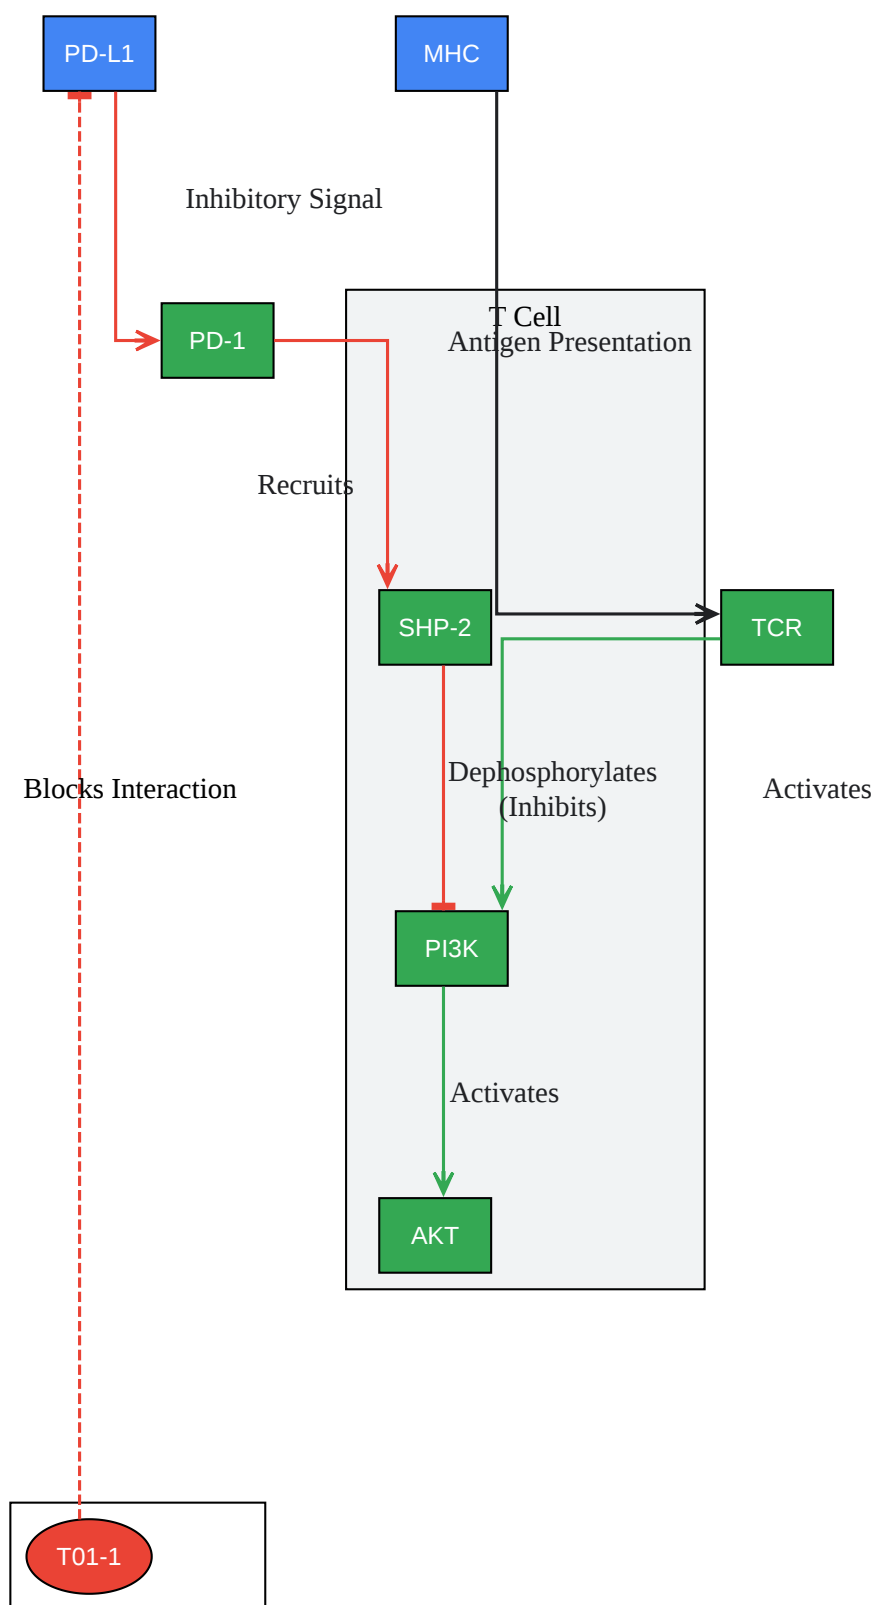 PD-L1
MHC
Inhibitory Signal
T Cell
PD-1
Antigen Presentation
Recruits
SHP-2
TCR
Dephosphorylates
(Inhibits)
Blocks Interaction
Activates
PI3K
Activates
AKT
T01-1